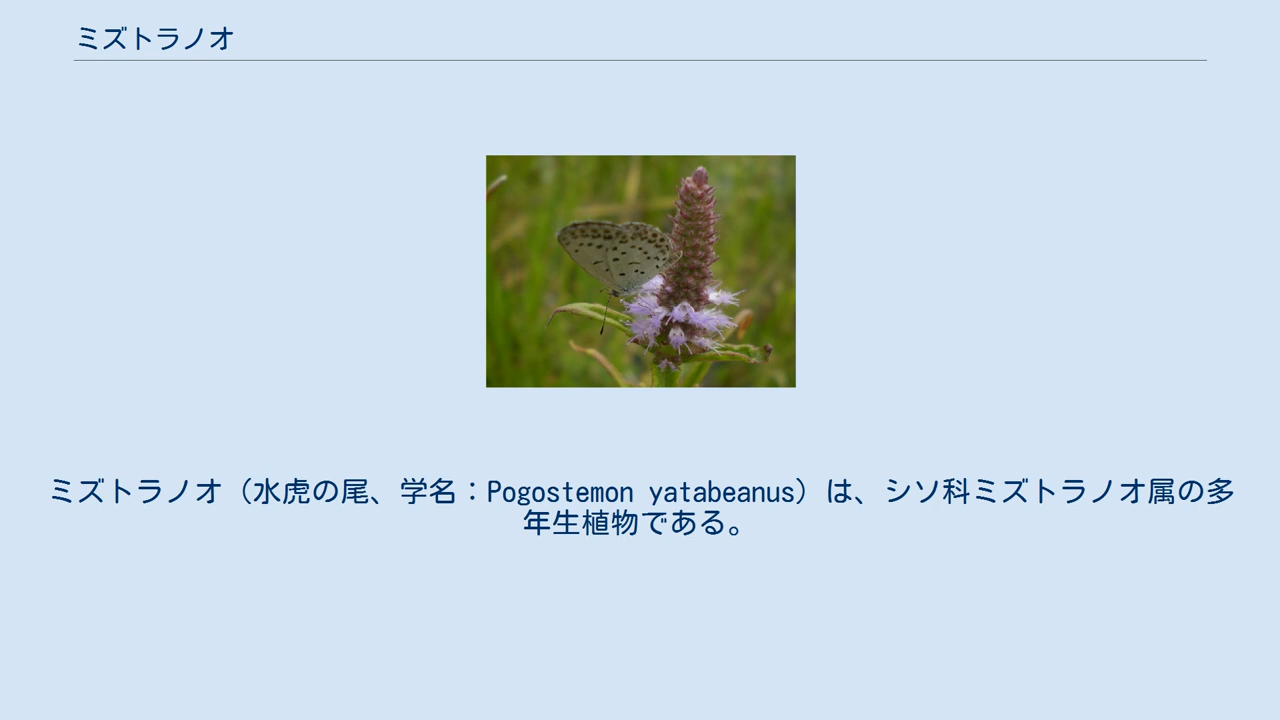 ミズトラノオ
ミズトラノオ（水虎の尾、学名：Pogostemon yatabeanus）は、シソ科ミズトラノオ属の多
年生植物である。